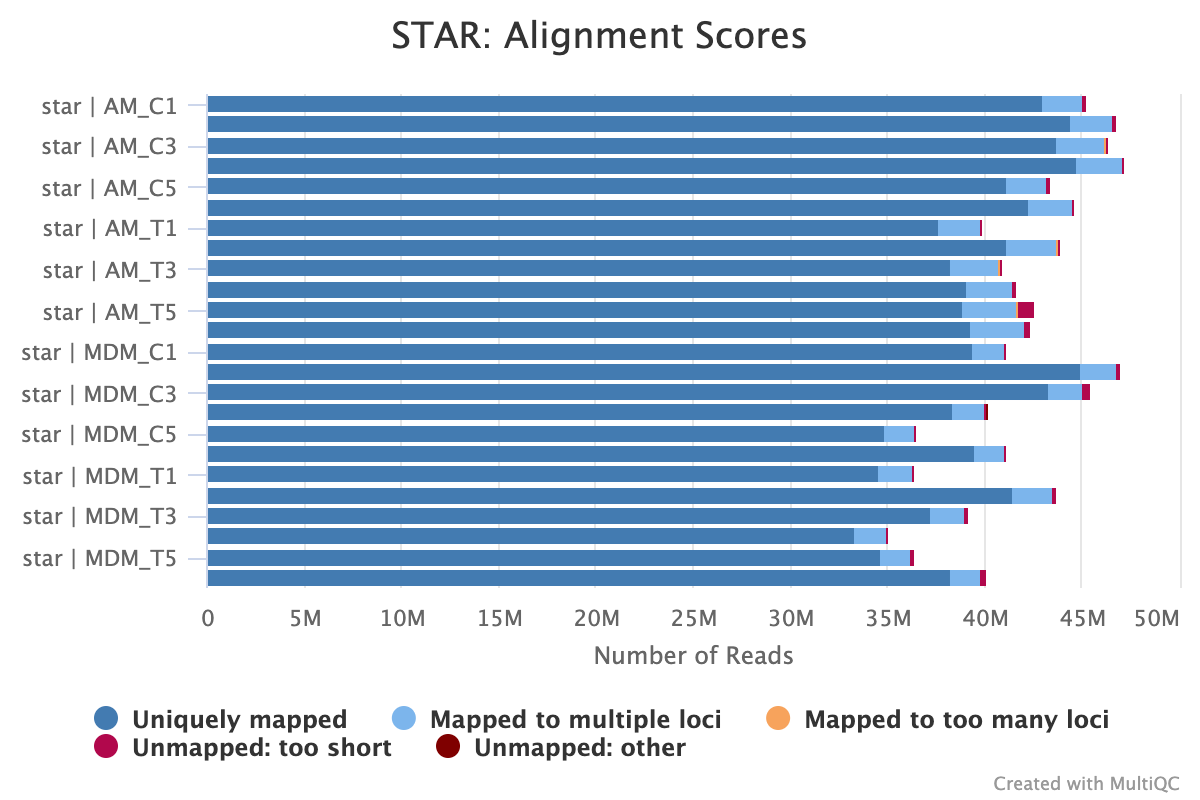 STAR: Alignment Scores
star | AM_C1
star | AM_C3
star | AM_C5
star | AM_T1
star | AM_T3
star | AM_T5
star | MDM_C1
star | MDM_C3
star | MDM_C5
star | MDM_T1
star | MDM_T3
star | MDM_T5
0 5M 10M 15M 20M 25M 30M 35M 40M 45M 50M
Number of Reads
Uniquely mapped Mapped to multiple loci Mapped to too many loci
Unmapped: too short Unmapped: other
Created with MultiQC